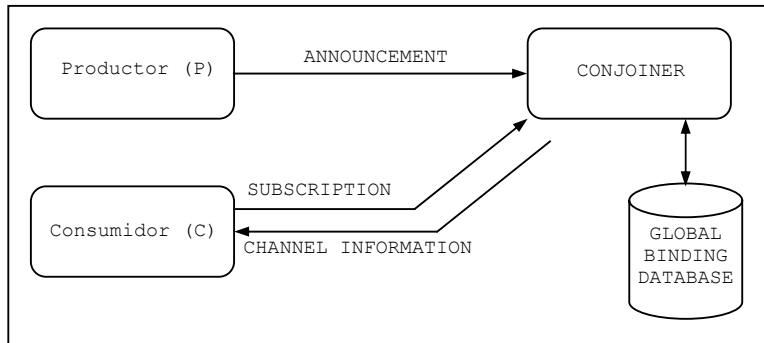 Productor (P)
ANNOUNCEMENT
CONJOINER
SUBSCRIPTION
Consumidor (C)
CHANNEL INFORMATION
GLOBAL
BINDING
DATABASE